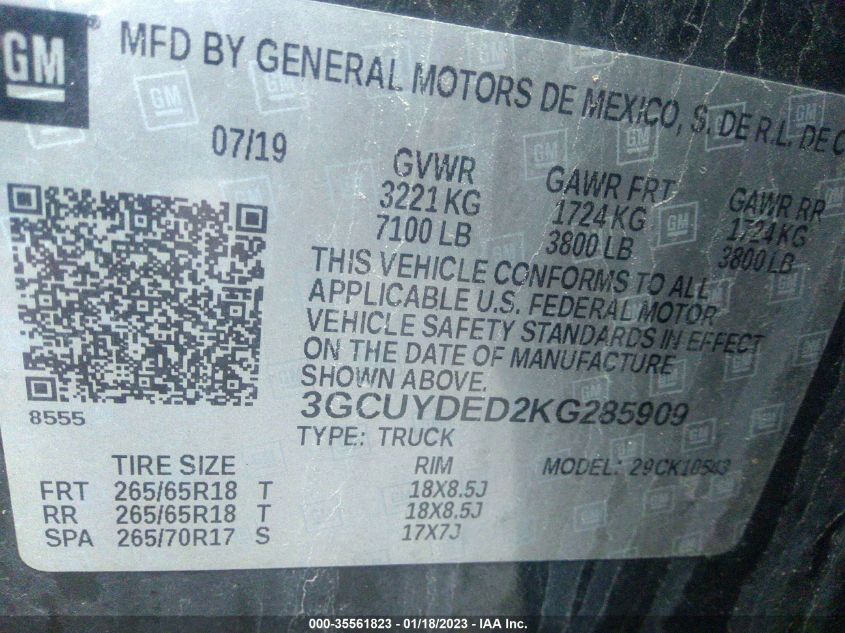 GM ® MFD BY GENERAL MOTORS DE MEXICO, S. DE R.L. DE C
07/19
GVWR GAWR FRT GAWR RR
3221 KG 1724 KG 1724 KG
7100 LB 3800 LB 3800 LB
THIS VEHICLE CONFORMS TO ALL
APPLICABLE U.S. FEDERAL MOTOR
VEHICLE SAFETY STANDARDS IN EFFECT
ON THE DATE OF MANUFACTURE
SHOWN ABOVE.
8555 3GCUYDED2KG285909
TYPE: TRUCK
TIRE SIZE RIM MODEL: 29CK10543
FRT 265/65R18 T 18X8.5J
RR 265/65R18 T 18X8.5J
SPA 265/70R17 S 17X7J
000-35561823 - 01/18/2023 - IAA Inc.